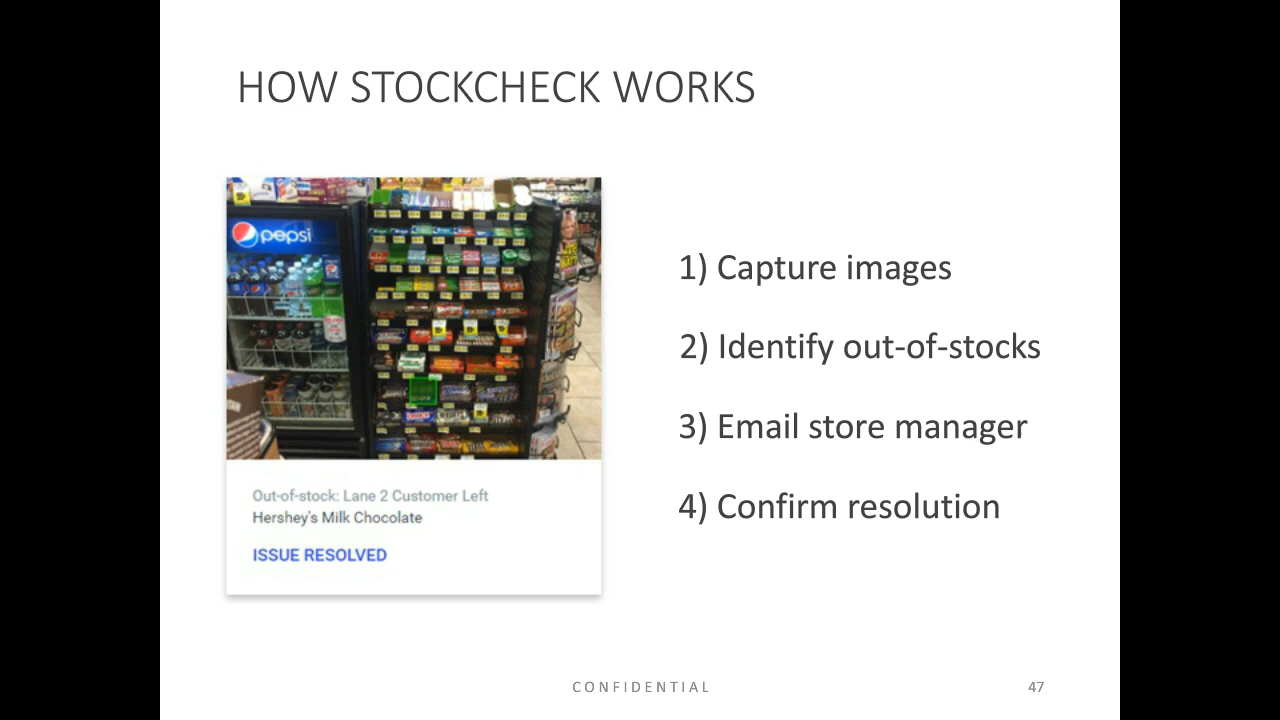 HOW STOCKCHECK WORKS
pepsi
Out-of-stock: Lane 2 Customer Left
Hershey's Milk Chocolate
ISSUE RESOLVED
1) Capture images
2) Identify out-of-stocks
3) Email store manager
4) Confirm resolution
CONFIDENTIAL
47